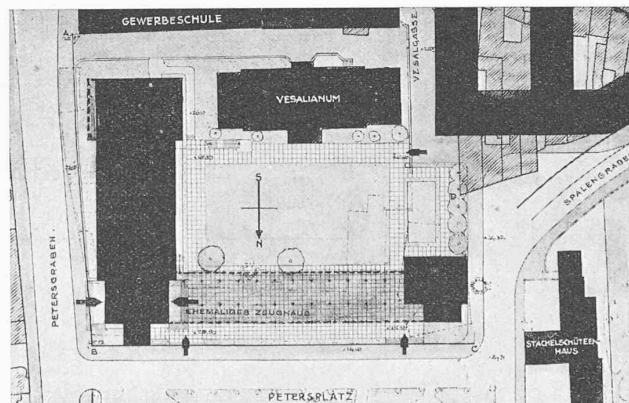 GEWERBESCHULE
VESALGASSE
A
VESALIANUM
S
N
D
SPALENGRABEN
PETERSGRABEN.
EHEMALIGES ZEUGHAUS
STACHELSCHÜTZEN-
HAUS
B
C
PETERSPLATZ